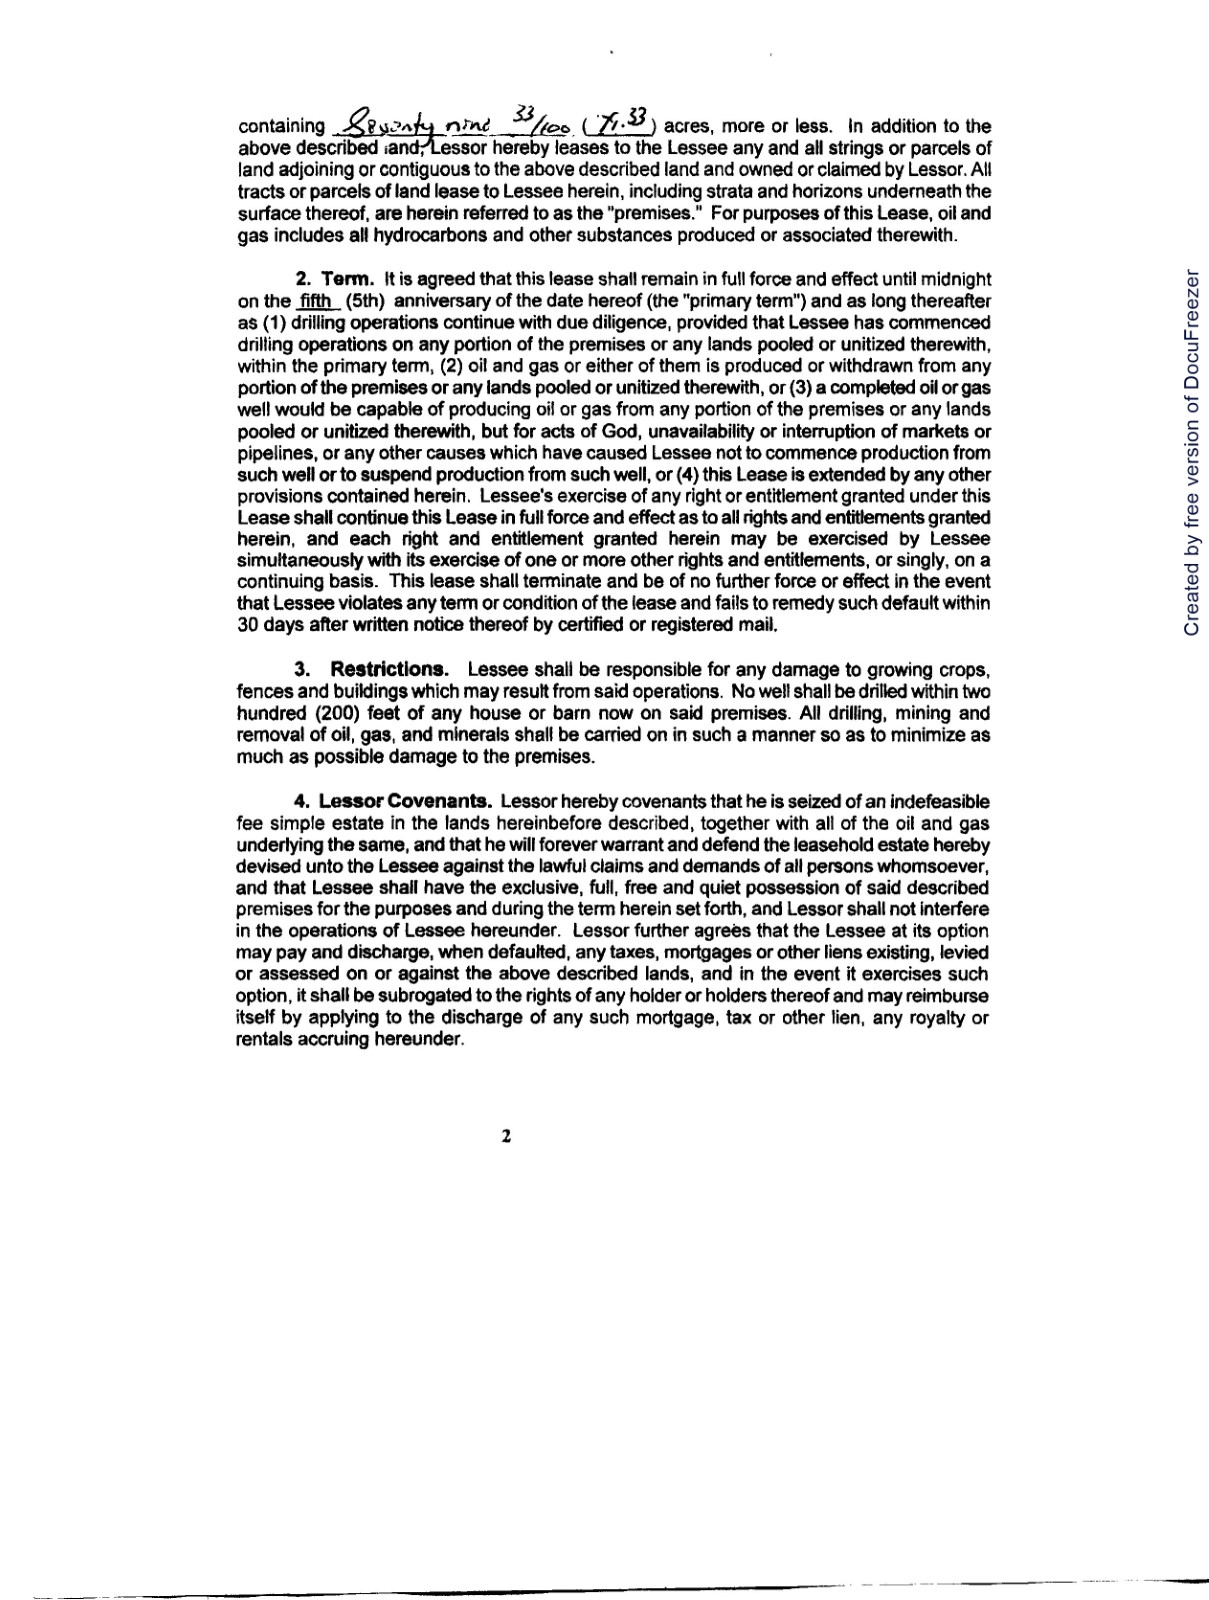 containing Seventy nine 33/100 (79.33) acres, more or less. In addition to the
above described land, Lessor hereby leases to the Lessee any and all strings or parcels of
land adjoining or contiguous to the above described land and owned or claimed by Lessor. All
tracts or parcels of land lease to Lessee herein, including strata and horizons underneath the
surface thereof, are herein referred to as the "premises." For purposes of this Lease, oil and
gas includes all hydrocarbons and other substances produced or associated therewith.
2. Term. It is agreed that this lease shall remain in full force and effect until midnight
on the fifth (5th) anniversary of the date hereof (the "primary term") and as long thereafter
as (1) drilling operations continue with due diligence, provided that Lessee has commenced
drilling operations on any portion of the premises or any lands pooled or unitized therewith,
within the primary term, (2) oil and gas or either of them is produced or withdrawn from any
portion of the premises or any lands pooled or unitized therewith, or (3) a completed oil or gas
well would be capable of producing oil or gas from any portion of the premises or any lands
pooled or unitized therewith, but for acts of God, unavailability or interruption of markets or
pipelines, or any other causes which have caused Lessee not to commence production from
such well or to suspend production from such well, or (4) this Lease is extended by any other
provisions contained herein. Lessee's exercise of any right or entitlement granted under this
Lease shall continue this Lease in full force and effect as to all rights and entitlements granted
herein, and each right and entitlement granted herein may be exercised by Lessee
simultaneously with its exercise of one or more other rights and entitlements, or singly, on a
continuing basis. This lease shall terminate and be of no further force or effect in the event
that Lessee violates any term or condition of the lease and fails to remedy such default within
30 days after written notice thereof by certified or registered mail.
3. Restrictions. Lessee shall be responsible for any damage to growing crops,
fences and buildings which may result from said operations. No well shall be drilled within two
hundred (200) feet of any house or barn now on said premises. All drilling, mining and
removal of oil, gas, and minerals shall be carried on in such a manner so as to minimize as
much as possible damage to the premises.
4. Lessor Covenants. Lessor hereby covenants that he is seized of an indefeasible
fee simple estate in the lands hereinbefore described, together with all of the oil and gas
underlying the same, and that he will forever warrant and defend the leasehold estate hereby
devised unto the Lessee against the lawful claims and demands of all persons whomsoever,
and that Lessee shall have the exclusive, full, free and quiet possession of said described
premises for the purposes and during the term herein set forth, and Lessor shall not interfere
in the operations of Lessee hereunder. Lessor further agrees that the Lessee at its option
may pay and discharge, when defaulted, any taxes, mortgages or other liens existing, levied
or assessed on or against the above described lands, and in the event it exercises such
option, it shall be subrogated to the rights of any holder or holders thereof and may reimburse
itself by applying to the discharge of any such mortgage, tax or other lien, any royalty or
rentals accruing hereunder.
2
Created by free version of DocuFreezer